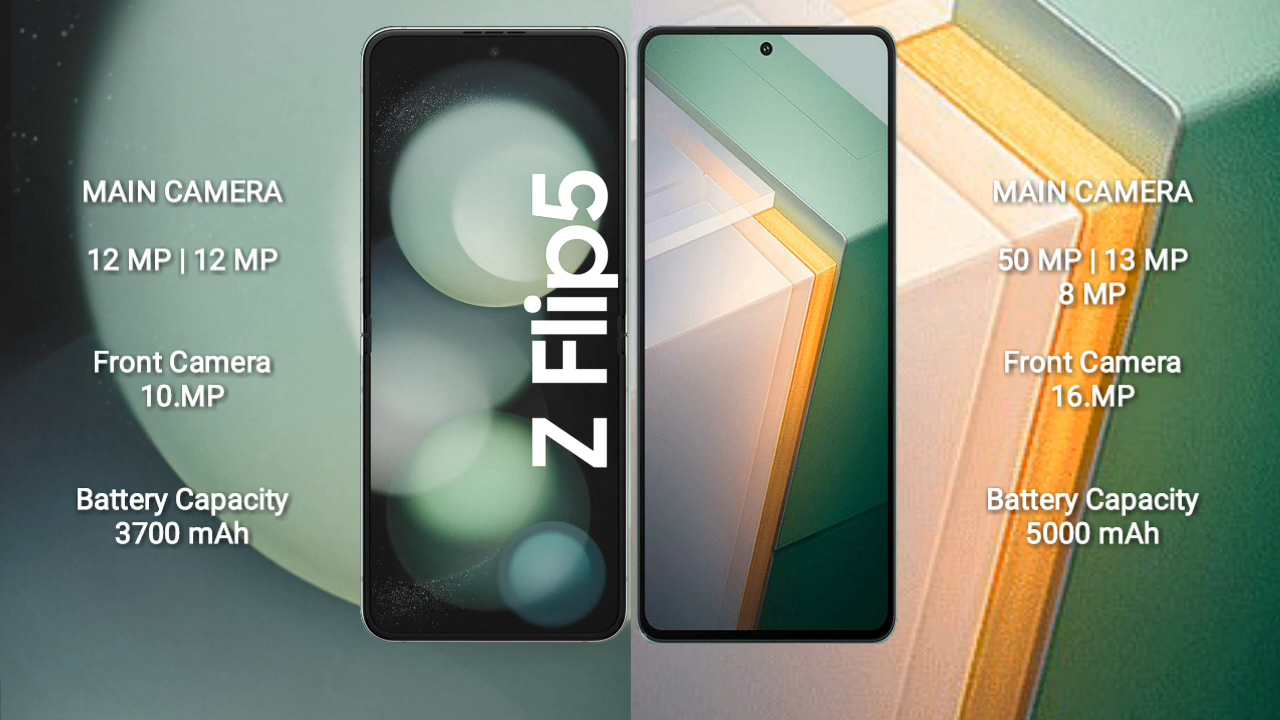 MAIN CAMERA
12 MP | 12 MP
Front Camera
10.MP
Battery Capacity
3700 mAh
Z Flip5
MAIN CAMERA
50 MP | 13 MP
8 MP
Front Camera
16.MP
Battery Capacity
5000 mAh